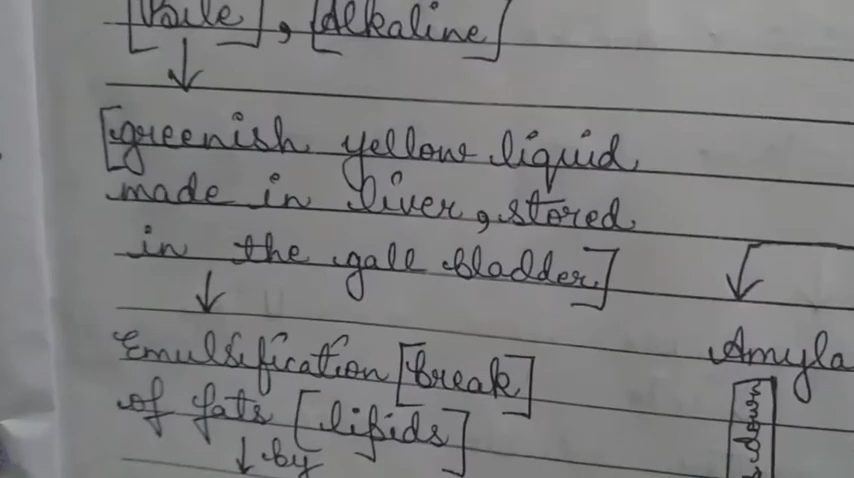 [Bile], [Alkaline]
↓
[greenish yellow liquid
made in liver, stored
in the gall bladder]
↓ ↓
Emulsification [break] Amyla
of fats [lipids] down
↓ by